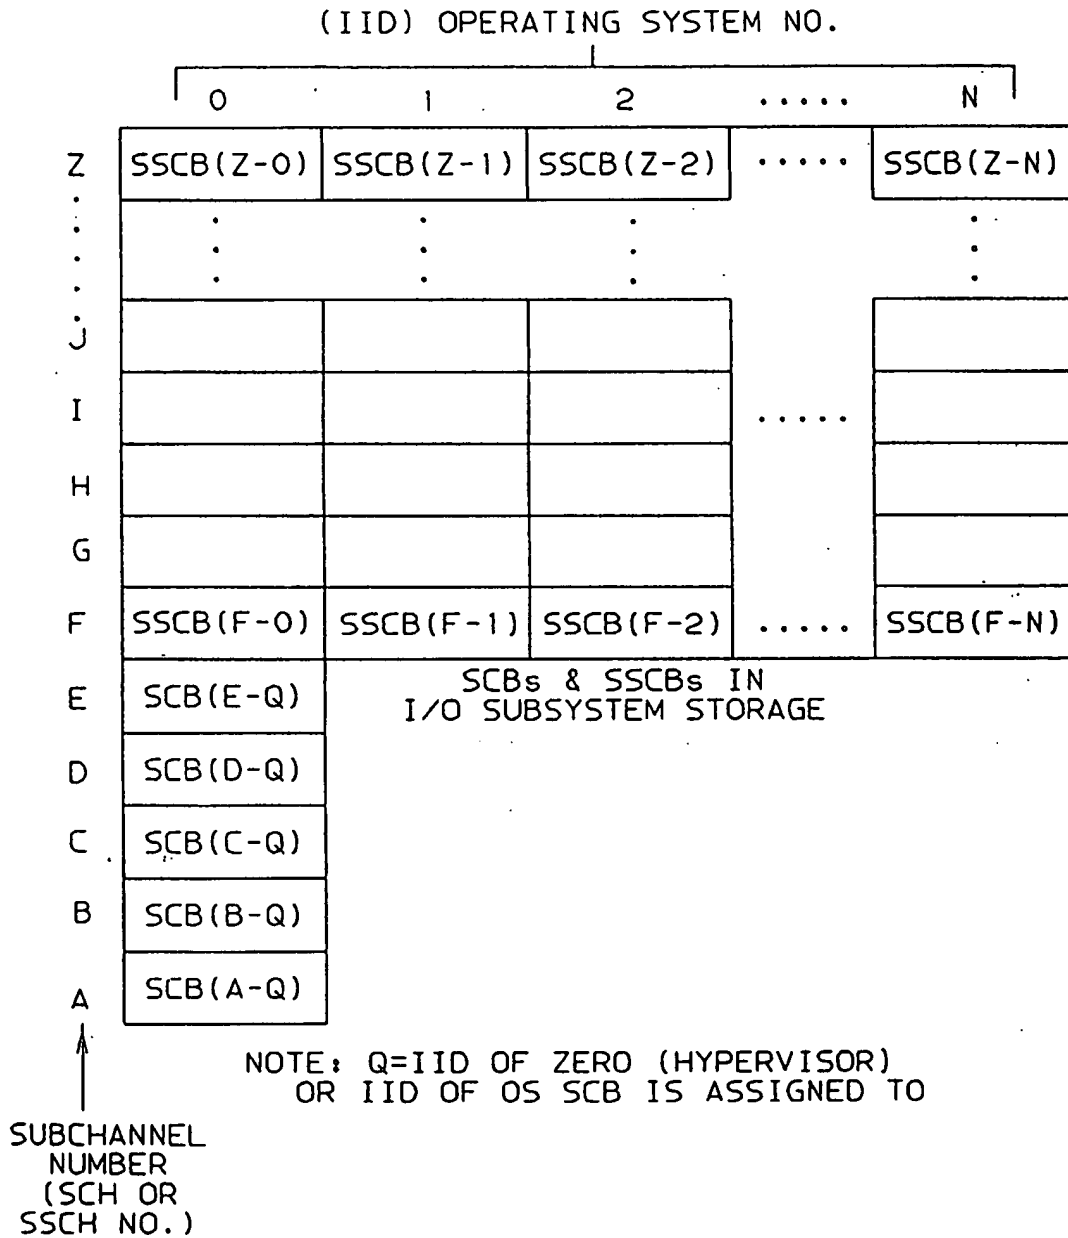 (IID) OPERATING SYSTEM NO.
0 1 2 ..... N
Z SSCB(Z-0) SSCB(Z-1) SSCB(Z-2) ..... SSCB(Z-N)
J
I .....
H
G
F SSCB(F-0) SSCB(F-1) SSCB(F-2) ..... SSCB(F-N)
E SCB(E-Q)
SCBs & SSCBs IN
I/O SUBSYSTEM STORAGE
D SCB(D-Q)
C SCB(C-Q)
B SCB(B-Q)
A SCB(A-Q)
NOTE: Q=IID OF ZERO (HYPERVISOR)
OR IID OF OS SCB IS ASSIGNED TO
SUBCHANNEL
NUMBER
(SCH OR
SSCH NO.)